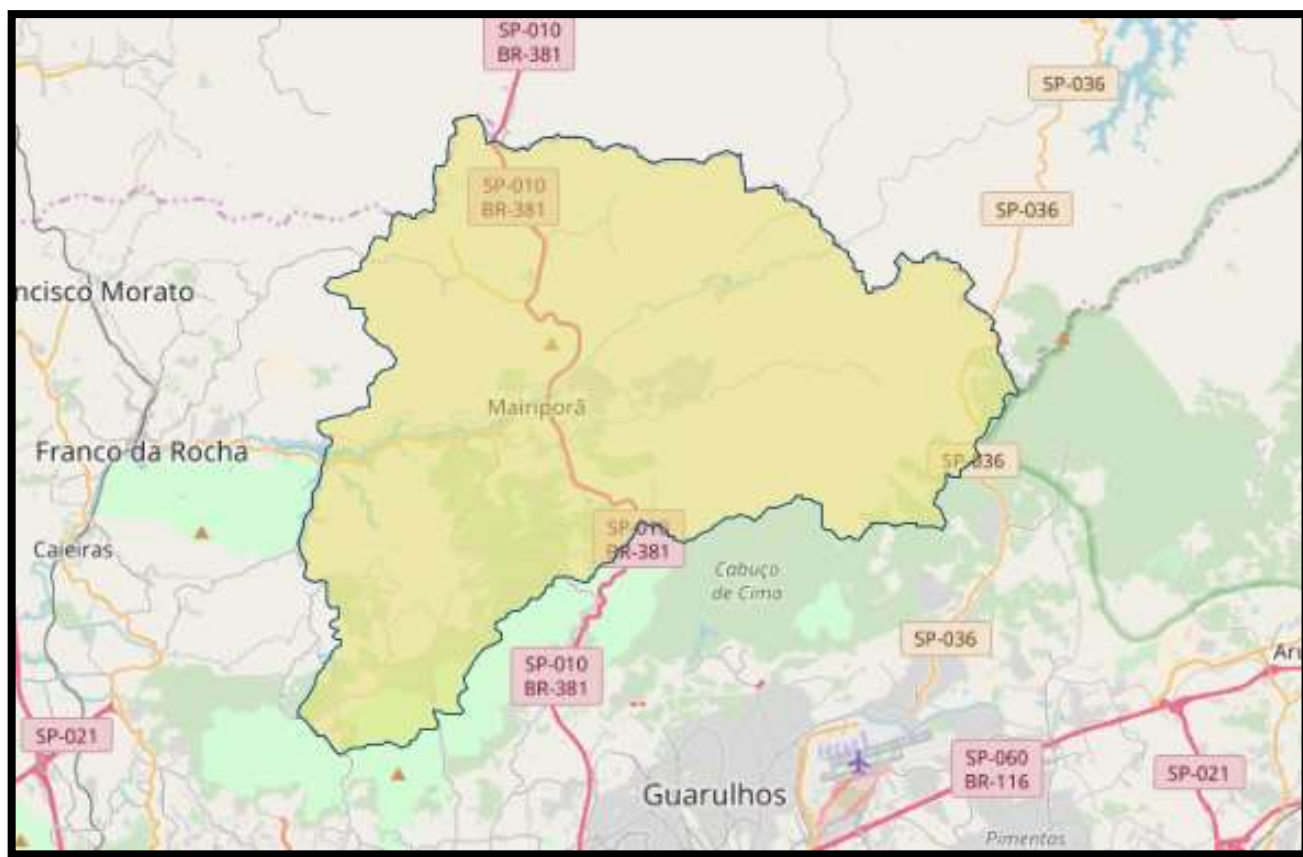 SP-010
BR-381
SP-036
SP-010
BR-381
SP-036
ncisco Morato
Mairiporã
Franco da Rocha
SP-036
SP-010
BR-381
Caieiras
Cabuço
de Cima
SP-036
SP-010
BR-381
Aru
SP-021
SP-060
BR-116
SP-021
Guarulhos
Pimentas